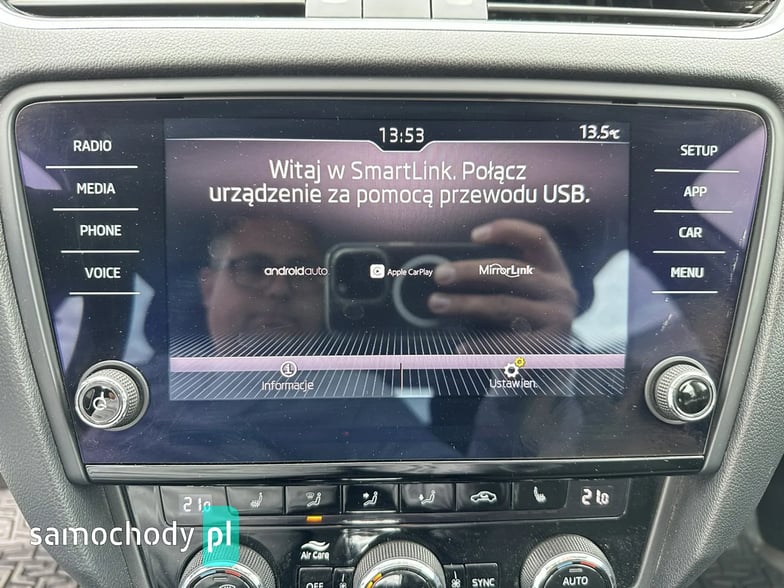 13:53
13.5°C
RADIO
MEDIA
PHONE
VOICE
SETUP
APP
CAR
MENU
Witaj w SmartLink. Połącz
urządzenie za pomocą przewodu USB.
androidauto
Apple CarPlay
MirrorLink
Informacje
Ustawien.
21.0
21.0
samochody pl
Air Care
OFF
SYNC
AUTO